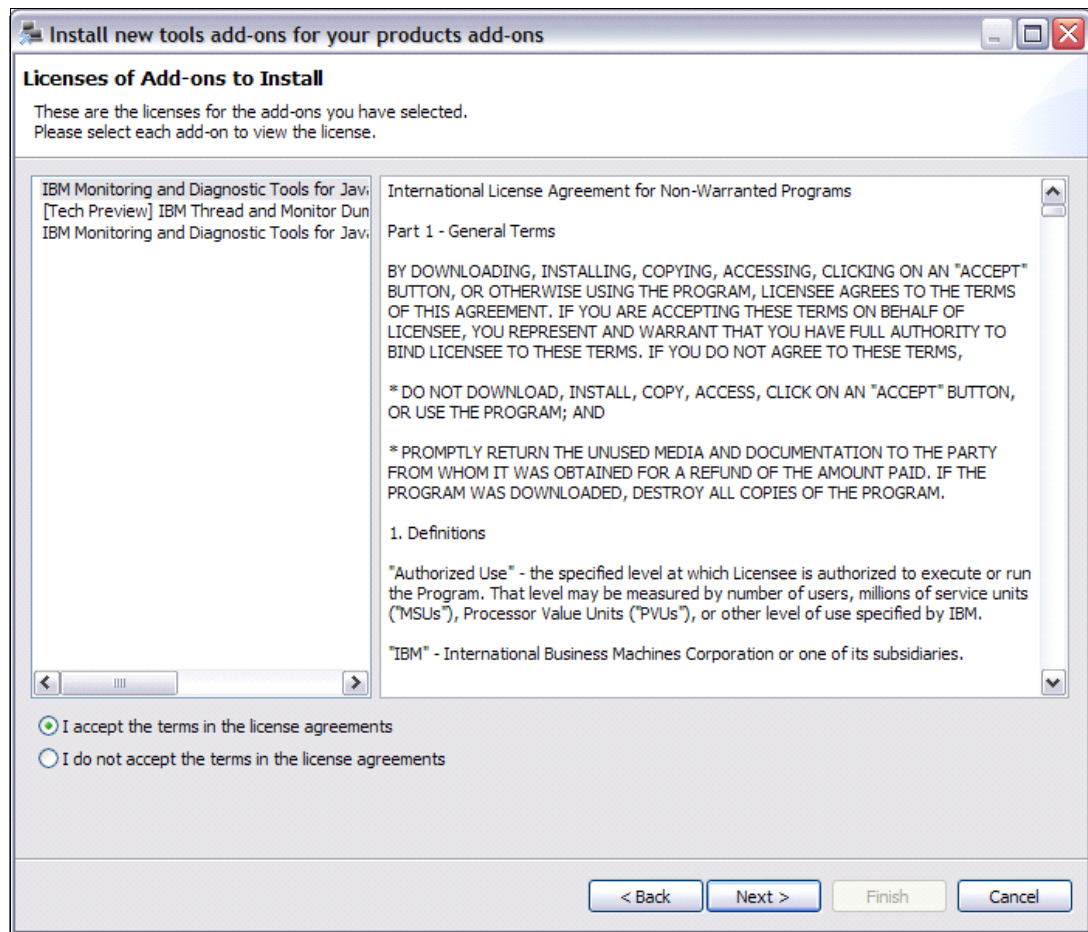 Install new tools add-ons for your products add-ons
Licenses of Add-ons to Install
These are the licenses for the add-ons you have selected.
Please select each add-on to view the license.
IBM Monitoring and Diagnostic Tools for Java
[Tech Preview] IBM Thread and Monitor Dum
IBM Monitoring and Diagnostic Tools for Java
International License Agreement for Non-Warranted Programs
Part 1 - General Terms
BY DOWNLOADING, INSTALLING, COPYING, ACCESSING, CLICKING ON AN "ACCEPT"
BUTTON, OR OTHERWISE USING THE PROGRAM, LICENSEE AGREES TO THE TERMS
OF THIS AGREEMENT. IF YOU ARE ACCEPTING THESE TERMS ON BEHALF OF
LICENSEE, YOU REPRESENT AND WARRANT THAT YOU HAVE FULL AUTHORITY TO
BIND LICENSEE TO THESE TERMS. IF YOU DO NOT AGREE TO THESE TERMS,
* DO NOT DOWNLOAD, INSTALL, COPY, ACCESS, CLICK ON AN "ACCEPT" BUTTON,
OR USE THE PROGRAM; AND
* PROMPTLY RETURN THE UNUSED MEDIA AND DOCUMENTATION TO THE PARTY
FROM WHOM IT WAS OBTAINED FOR A REFUND OF THE AMOUNT PAID. IF THE
PROGRAM WAS DOWNLOADED, DESTROY ALL COPIES OF THE PROGRAM.
1. Definitions
"Authorized Use" - the specified level at which Licensee is authorized to execute or run
the Program. That level may be measured by number of users, millions of service units
("MSUs"), Processor Value Units ("PVUs"), or other level of use specified by IBM.
"IBM" - International Business Machines Corporation or one of its subsidiaries.
I accept the terms in the license agreements
I do not accept the terms in the license agreements
< Back
Next >
Finish
Cancel